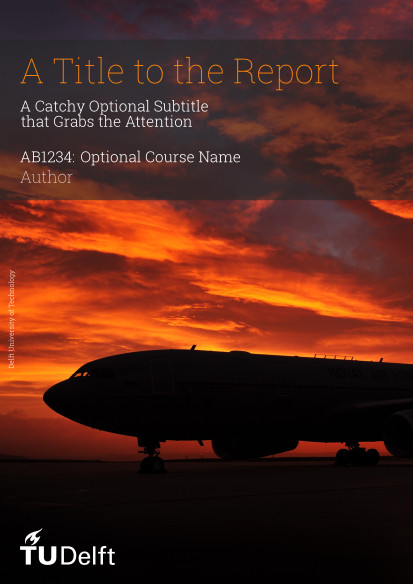 A Title to the Report
A Catchy Optional Subtitle
that Grabs the Attention
AB1234: Optional Course Name
Author
Delft University of Technology
TUDelft